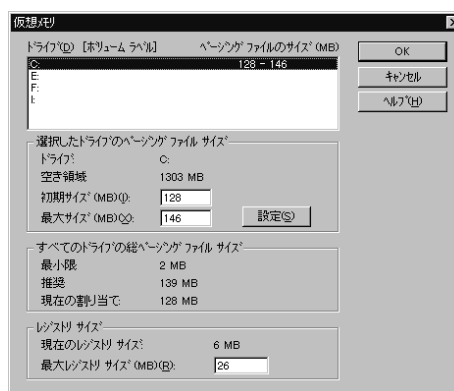 仮想ﾒﾓﾘ
ﾄﾞﾗｲﾌﾞ(D) [ﾎﾞﾘｭｰﾑ ﾗﾍﾞﾙ] ﾍﾟｰｼﾞﾝｸﾞ ﾌｧｲﾙのｻｲｽﾞ(MB)
OK
C: 128 - 146
E:
F:
I:
ｷｬﾝｾﾙ
ﾍﾙﾌﾟ(H)
選択したﾄﾞﾗｲﾌﾞのﾍﾟｰｼﾞﾝｸﾞ ﾌｧｲﾙ ｻｲｽﾞ
ﾄﾞﾗｲﾌﾞ: C:
空き領域 1303 MB
初期ｻｲｽﾞ(MB)(I): 128
最大ｻｲｽﾞ(MB)(X): 146 設定(S)
すべてのﾄﾞﾗｲﾌﾞの総ﾍﾟｰｼﾞﾝｸﾞ ﾌｧｲﾙ ｻｲｽﾞ
最小限 2 MB
推奨 139 MB
現在の割り当て: 128 MB
ﾚｼﾞｽﾄﾘ ｻｲｽﾞ
現在のﾚｼﾞｽﾄﾘ ｻｲｽﾞ: 6 MB
最大ﾚｼﾞｽﾄﾘ ｻｲｽﾞ(MB)(R): 26